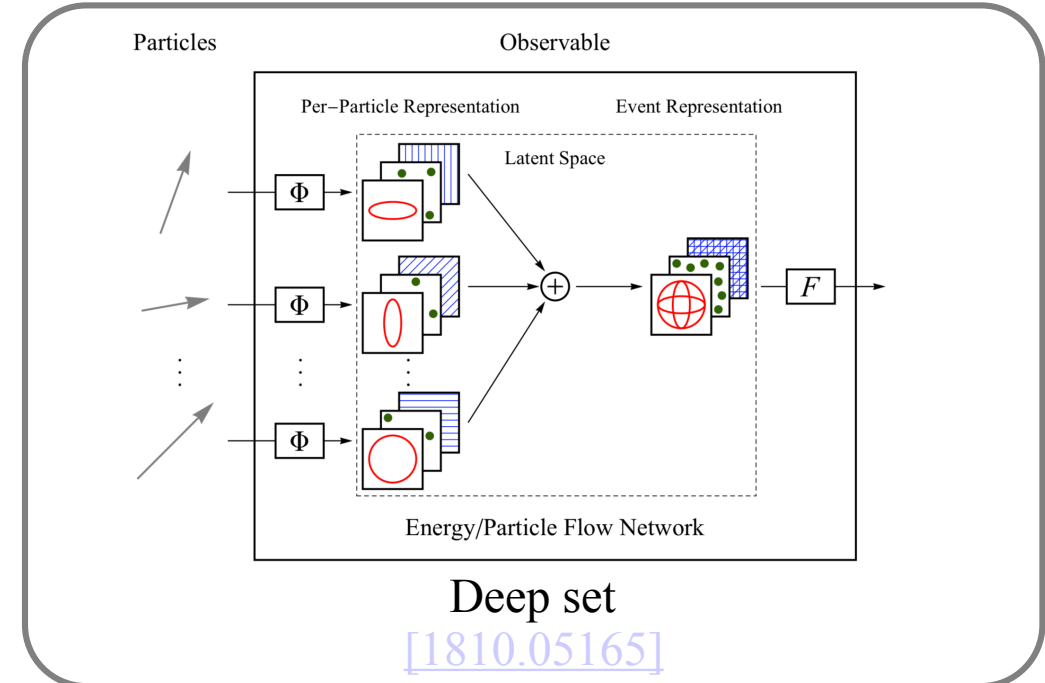 Particles
Observable
Per−Particle Representation
Event Representation
Latent Space
Φ
Φ
Φ
+
F
Energy/Particle Flow Network
Deep set
[1810.05165]